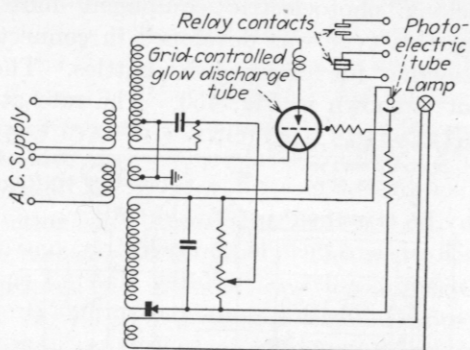 Relay contacts
Grid-controlled
glow discharge
tube
Photo-
electric
tube
Lamp
A.C. Supply